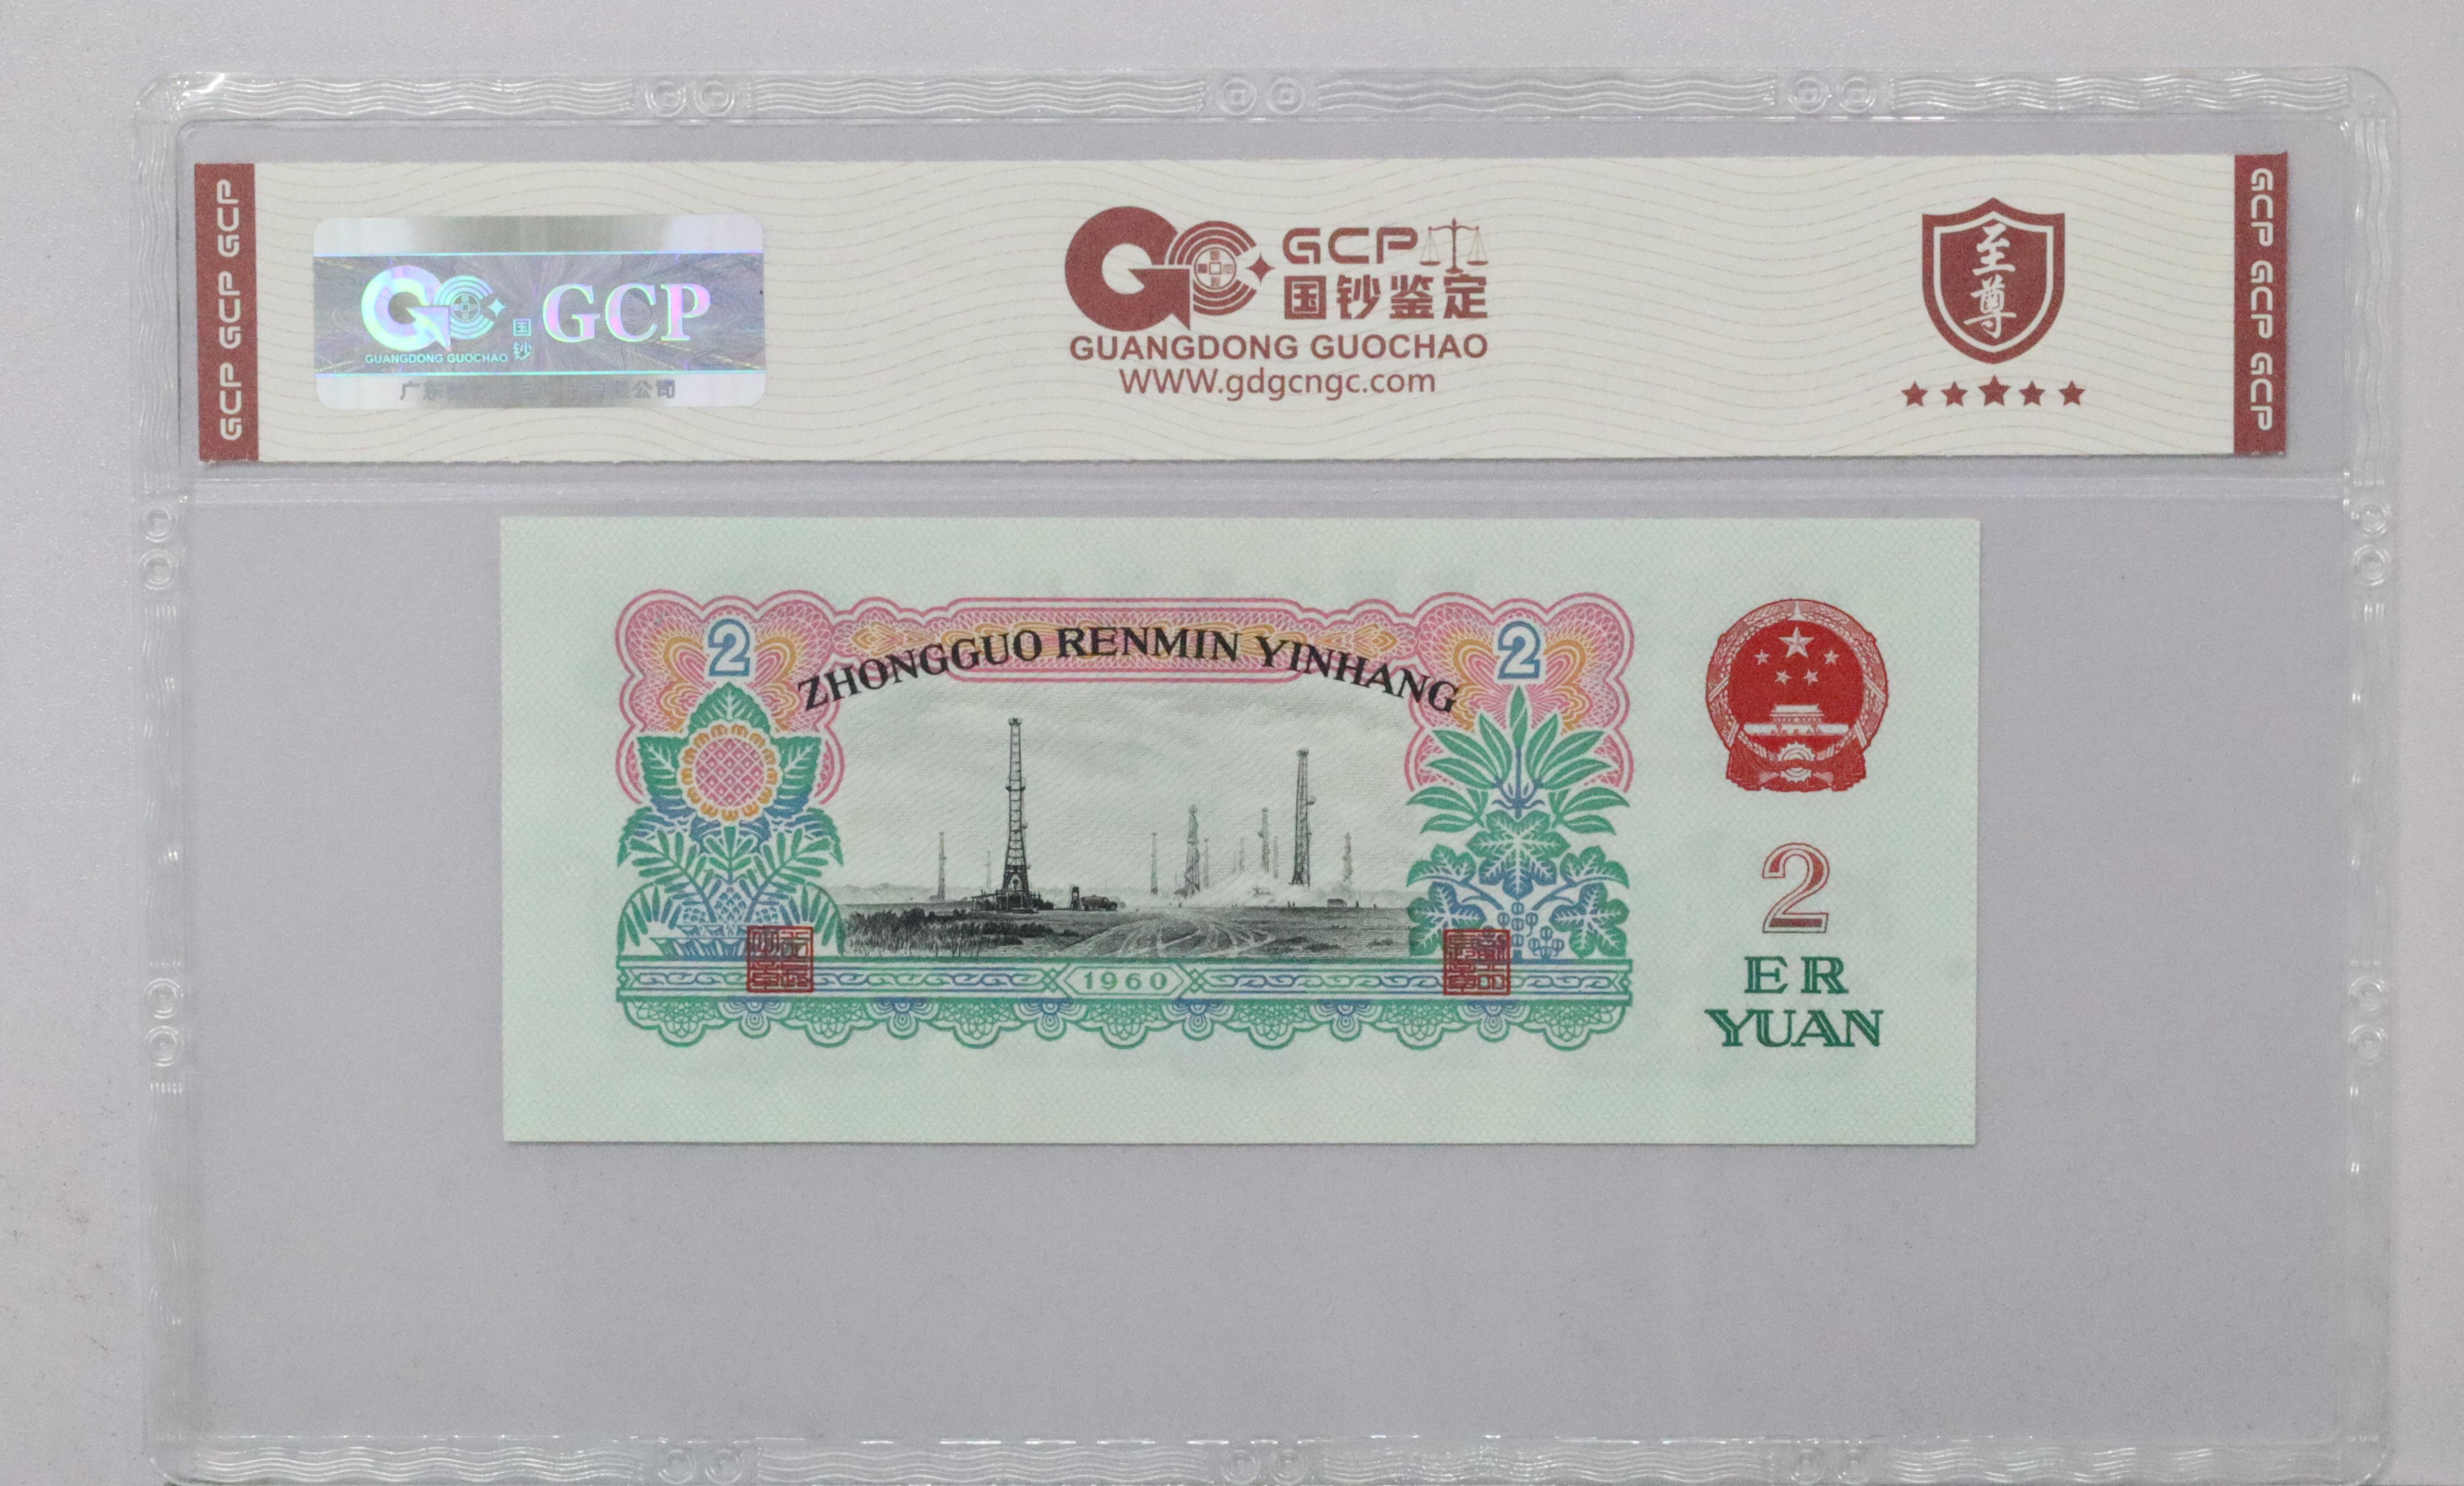 GCP GCP GCP
国钞 GCP
GUANGDONG GUOCHAO
GCP
国钞鉴定
GUANGDONG GUOCHAO
WWW.gdgcngc.com
至尊
GCP GCP GCP
2
2
ZHONGGUO RENMIN YINHANG
1960
2
ER
YUAN